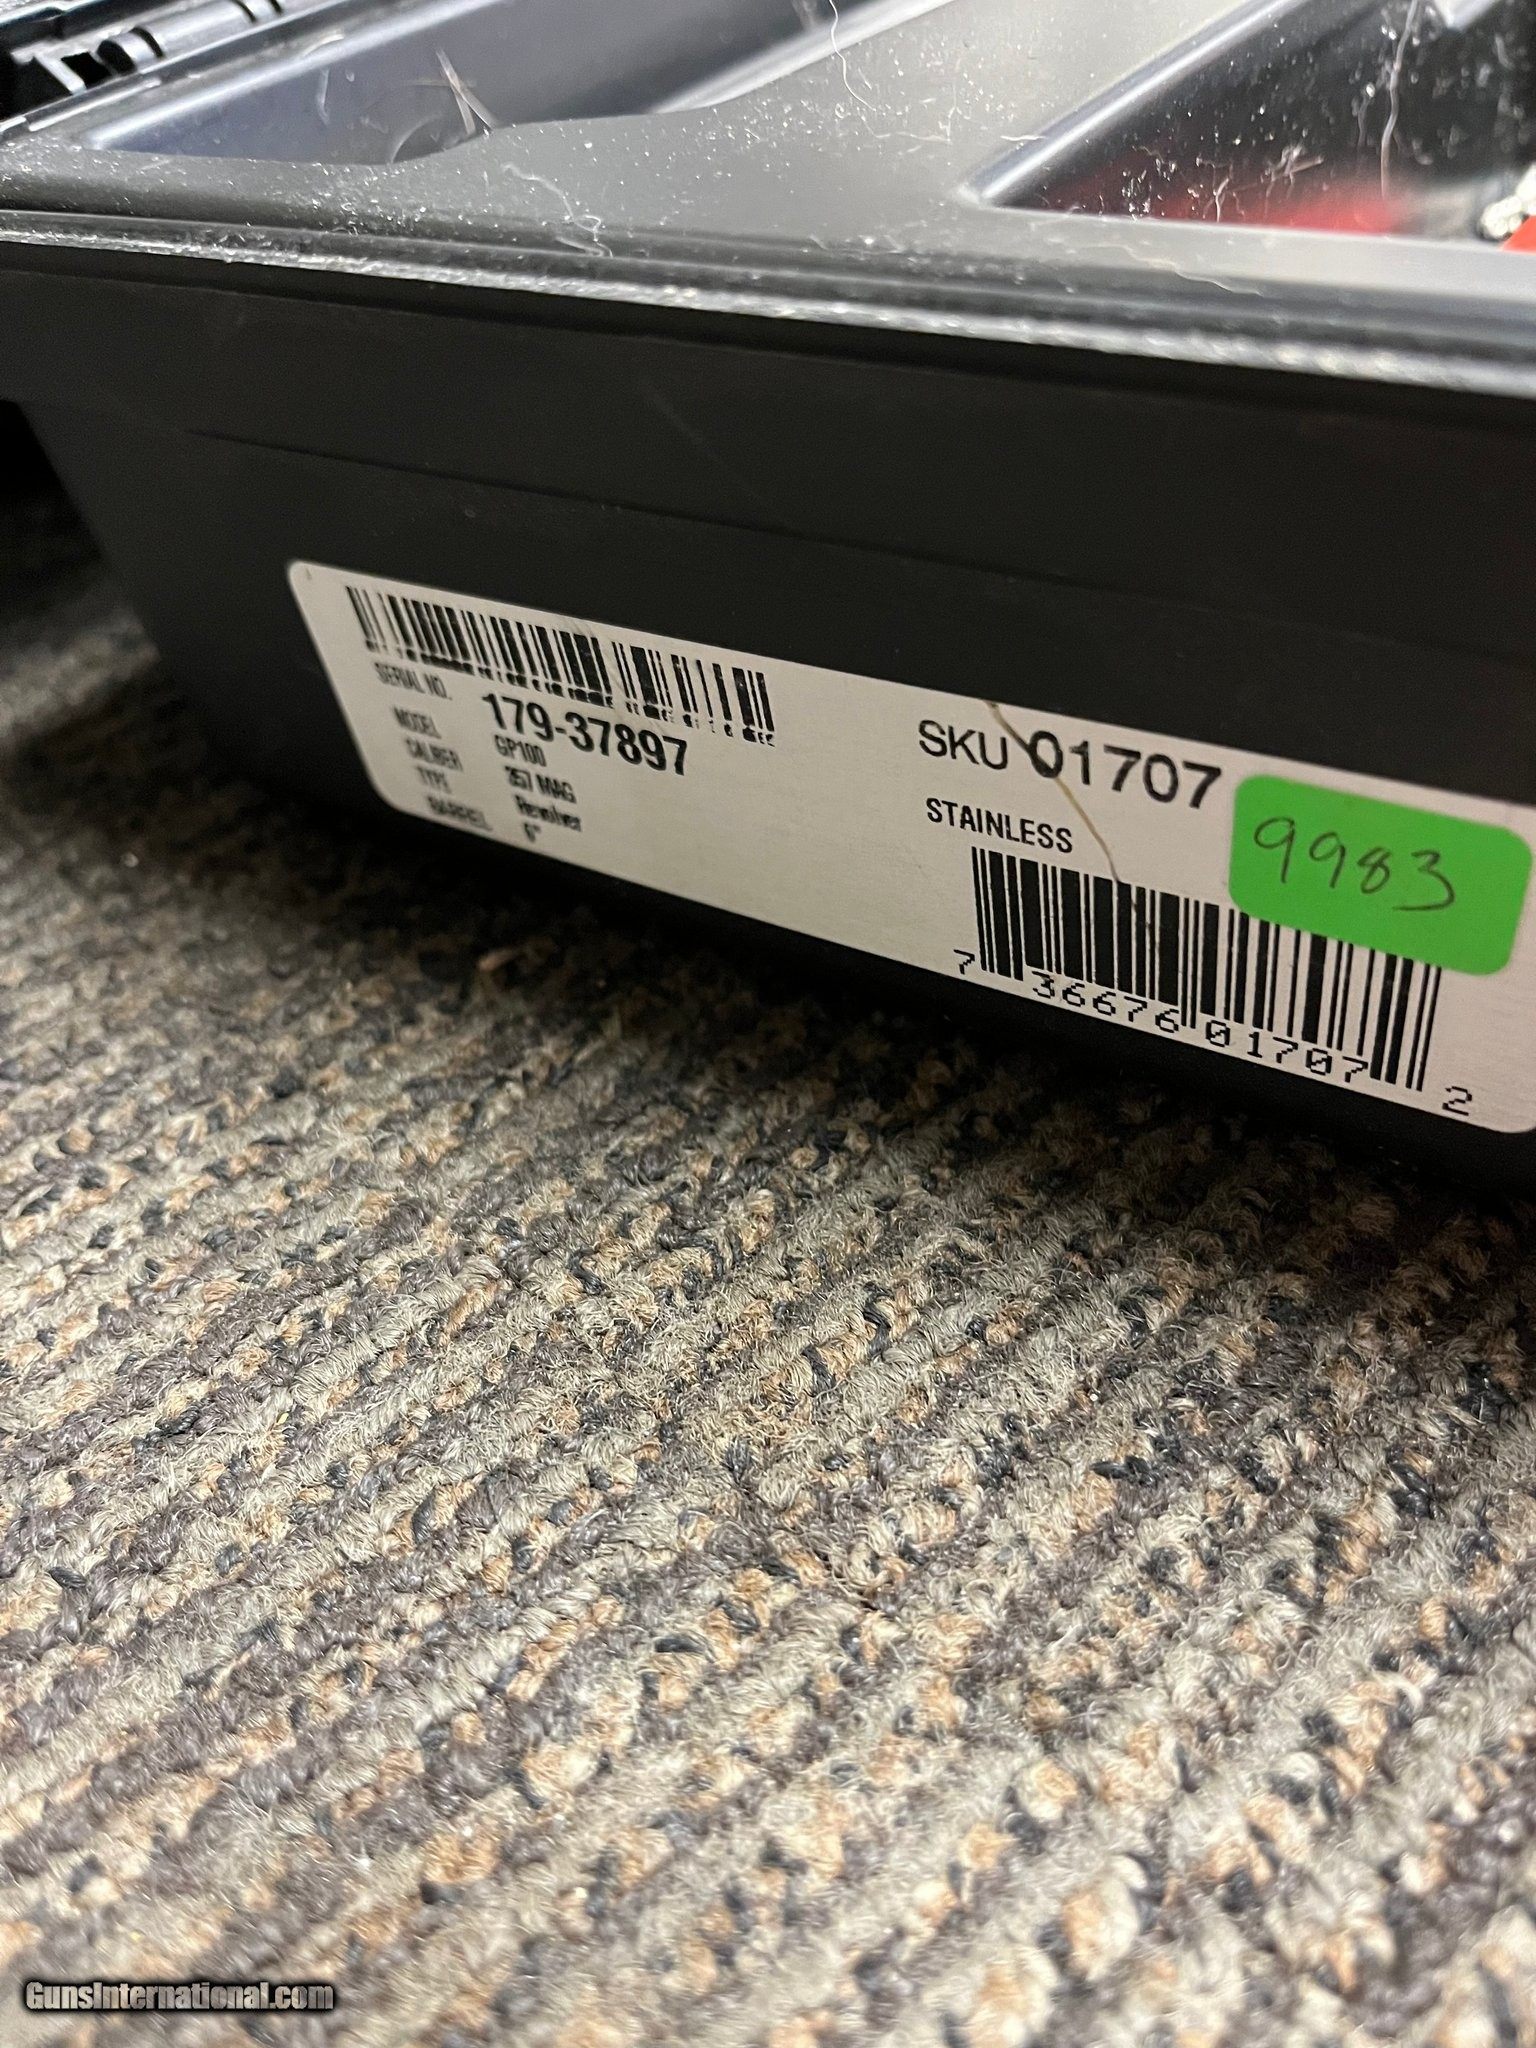 SERIAL NO. 179-37897
MODEL GP100
CALIBER 357 MAG
TYPE Revolver
BARREL 6"
SKU 01707
STAINLESS
9983
7 36676 01707 2
GunsInternational.com